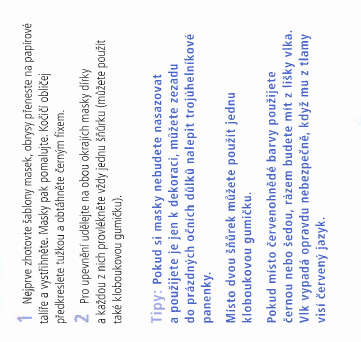 1 Nejprve zhotovte šablony masek, obrysy přeneste na papírové
talíře a vystřihněte. Masky pak pomalujte. Kočičí obličej
předkreslete tužkou a obtáhněte černým fixem.
2 Pro upevnění udělejte na obou okrajích masky dírky
a každou z nich provlékněte vždy jednu šňůrku (můžete použít
také kloboukovou gumičku).
Tipy: Pokud si masky nebudete nasazovat
a použijete je jen k dekoraci, můžete zezadu
do prázdných očních důlků nalepit trojúhelníkové
panenky.
Místo dvou šňůrek můžete použít jednu
kloboukovou gumičku.
Pokud místo červenohnědé barvy použijete
černou nebo šedou, rázem budete mít z lišky vlka.
Vlk vypadá opravdu nebezpečně, když mu z tlamy
visí červený jazyk.